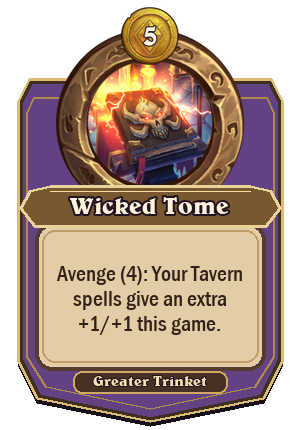 5
Wicked Tome
Avenge (4): Your Tavern
spells give an extra
+1/+1 this game.
Greater Trinket